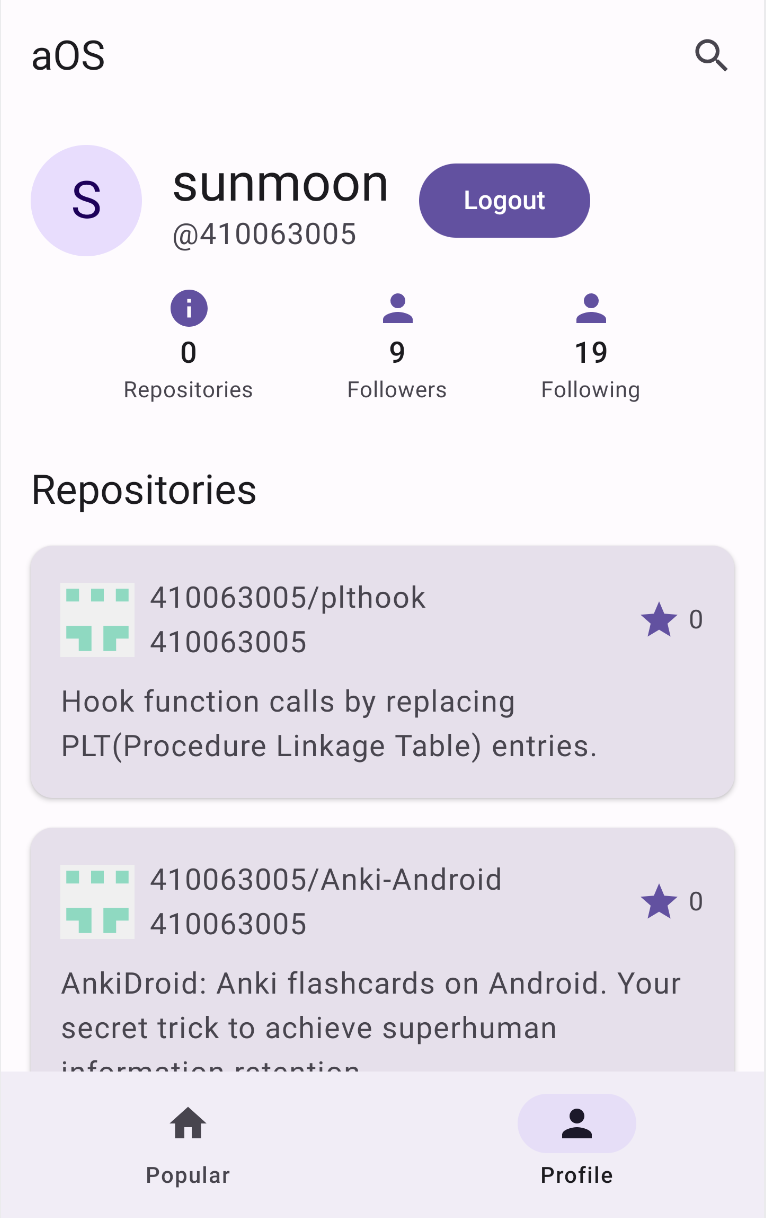 aOS
S
sunmoon
Logout
@410063005
0
9
19
Repositories
Followers
Following
Repositories
410063005/plthook
410063005
0
Hook function calls by replacing
PLT(Procedure Linkage Table) entries.
410063005/Anki-Android
410063005
0
AnkiDroid: Anki flashcards on Android. Your
secret trick to achieve superhuman
information retention
Popular
Profile